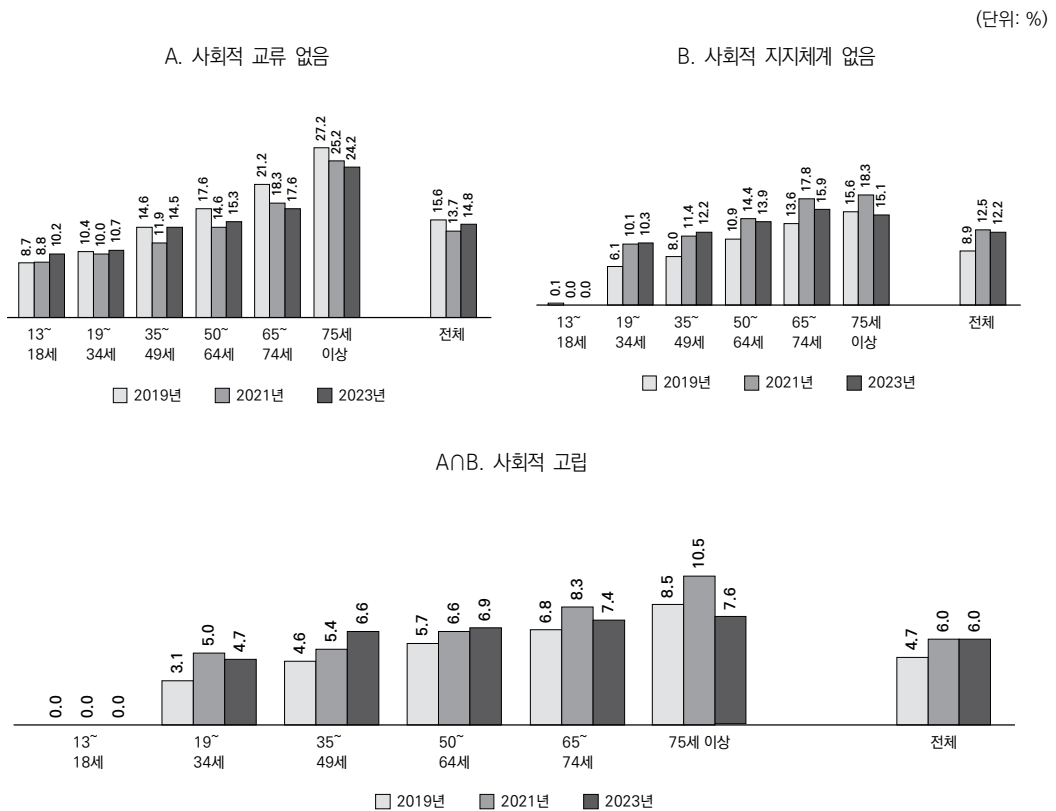 (단위: %)
A. 사회적 교류 없음
8.7 8.8 10.2 10.4 10.0 10.7 14.6 11.9 14.5 17.6 14.6 15.3 21.2 18.3 17.6 27.2 25.2 24.2 15.6 13.7 14.8
13~ 19~ 35~ 50~ 65~ 75세 전체
18세 34세 49세 64세 74세 이상
2019년 2021년 2023년
B. 사회적 지지체계 없음
0.1 0.0 0.0 6.1 10.1 10.3 8.0 11.4 12.2 10.9 14.4 13.9 13.6 17.8 15.9 15.6 18.3 15.1 8.9 12.5 12.2
13~ 19~ 35~ 50~ 65~ 75세 전체
18세 34세 49세 64세 74세 이상
2019년 2021년 2023년
A∩B. 사회적 고립
0.0 0.0 0.0 3.1 5.0 4.7 4.6 5.4 6.6 5.7 6.6 6.9 6.8 8.3 7.4 8.5 10.5 7.6 4.7 6.0 6.0
13~ 19~ 35~ 50~ 65~ 75세 이상 전체
18세 34세 49세 64세 74세
2019년 2021년 2023년